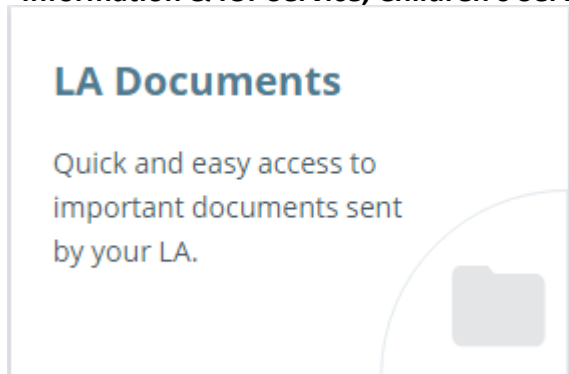 LA Documents
Quick and easy access to
important documents sent
by your LA.